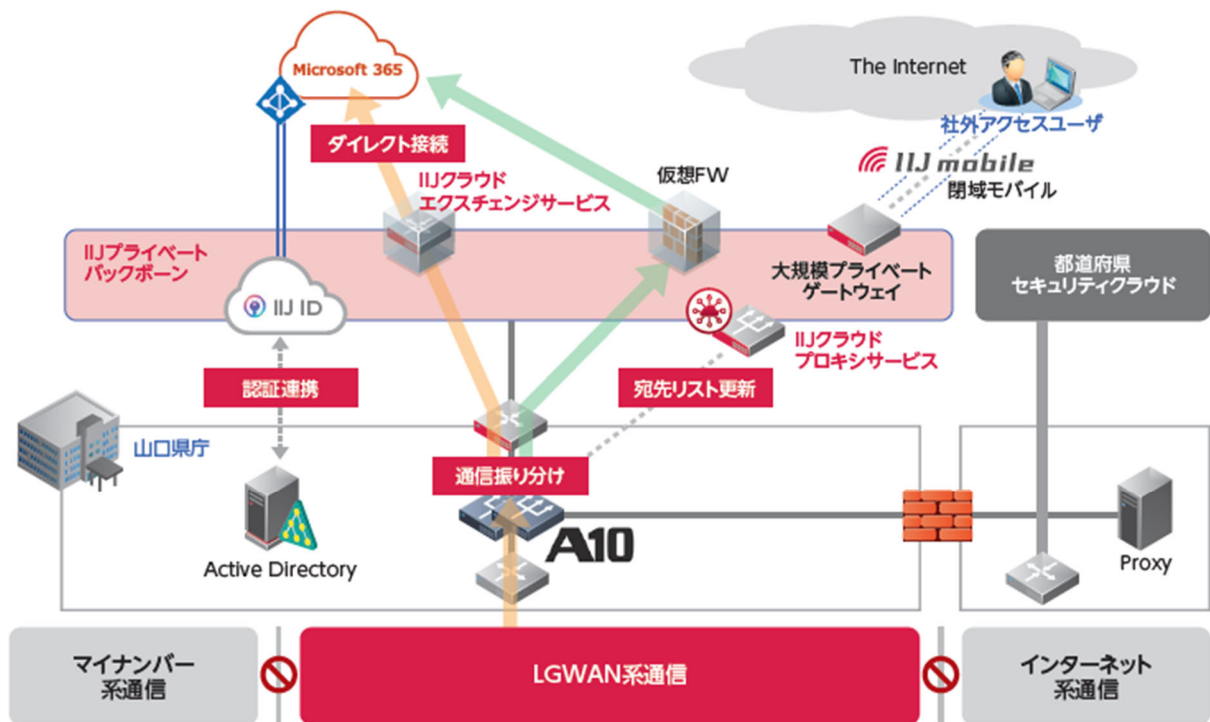 Microsoft 365
The Internet
社外アクセスユーザ
ダイレクト接続
IIJ mobile
閉域モバイル
IIJクラウド
エクスチェンジサービス
仮想FW
IIJプライベート
バックボーン
大規模プライベート
ゲートウェイ
都道府県
セキュリティクラウド
IIJ ID
IIJクラウド
プロキシサービス
認証連携
宛先リスト更新
山口県庁
通信振り分け
A10
Active Directory
Proxy
マイナンバー
系通信
LGWAN系通信
インターネット
系通信